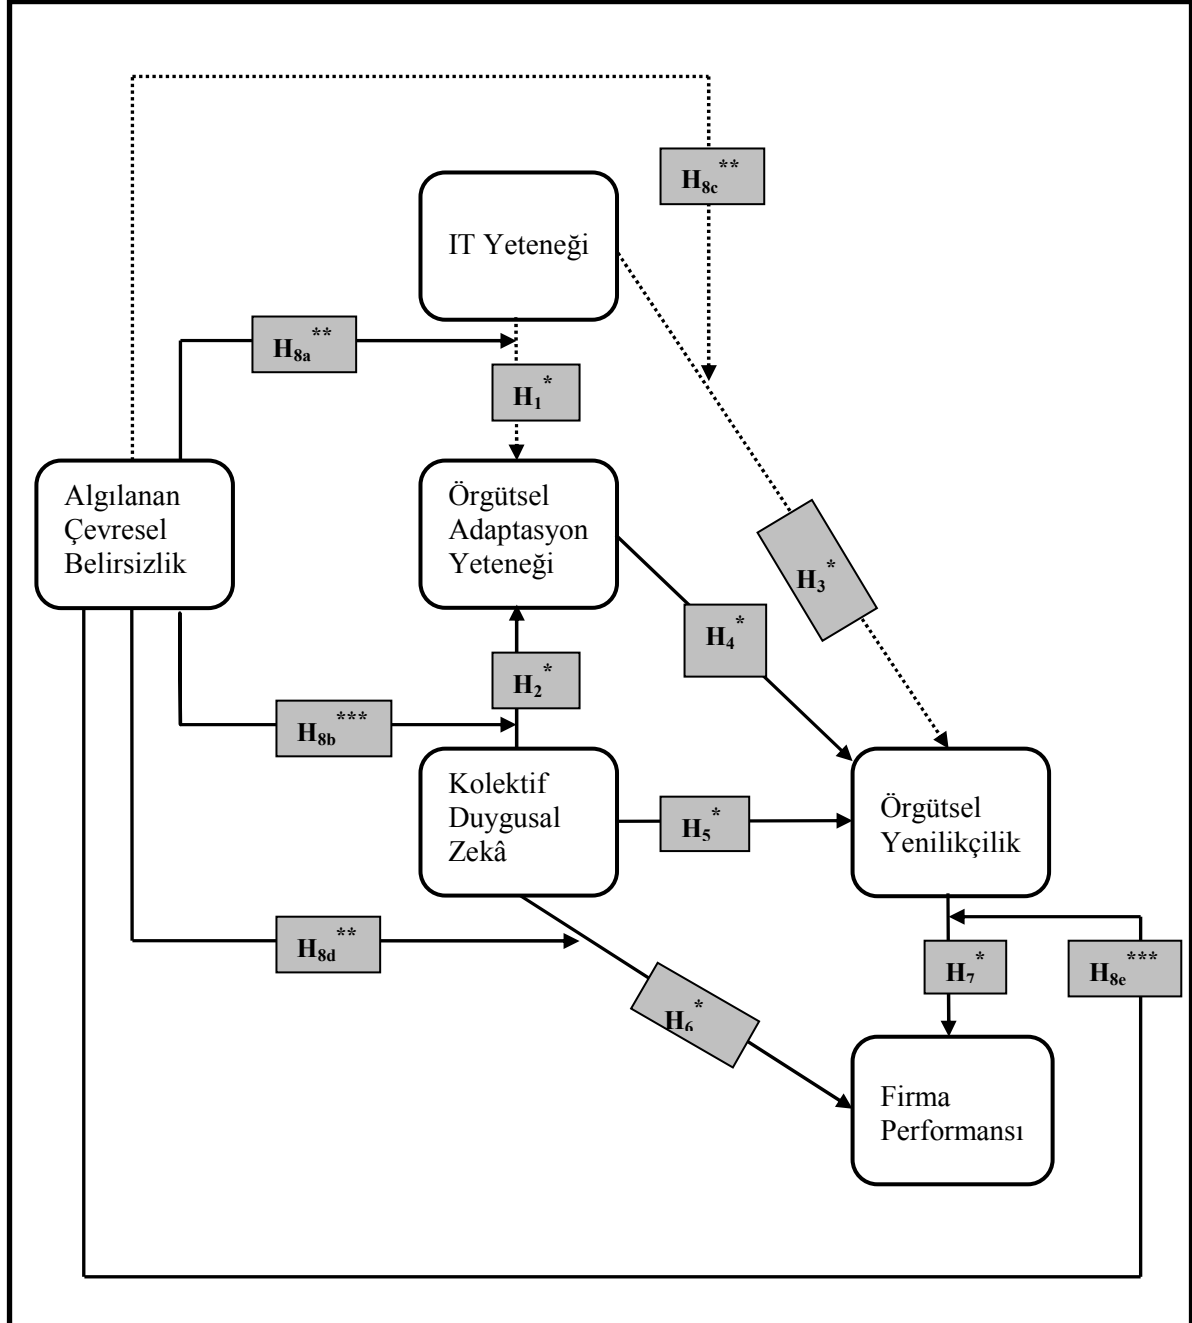 H8c**
IT Yeteneği
H8a**
H1*
Algılanan
Çevresel
Belirsizlik
Örgütsel
Adaptasyon
Yeteneği
H3*
H4*
H2*
H8b***
Kolektif
Duygusal
Zekâ
H5*
Örgütsel
Yenilikçilik
H8d**
H7*
H8e***
H6*
Firma
Performansı